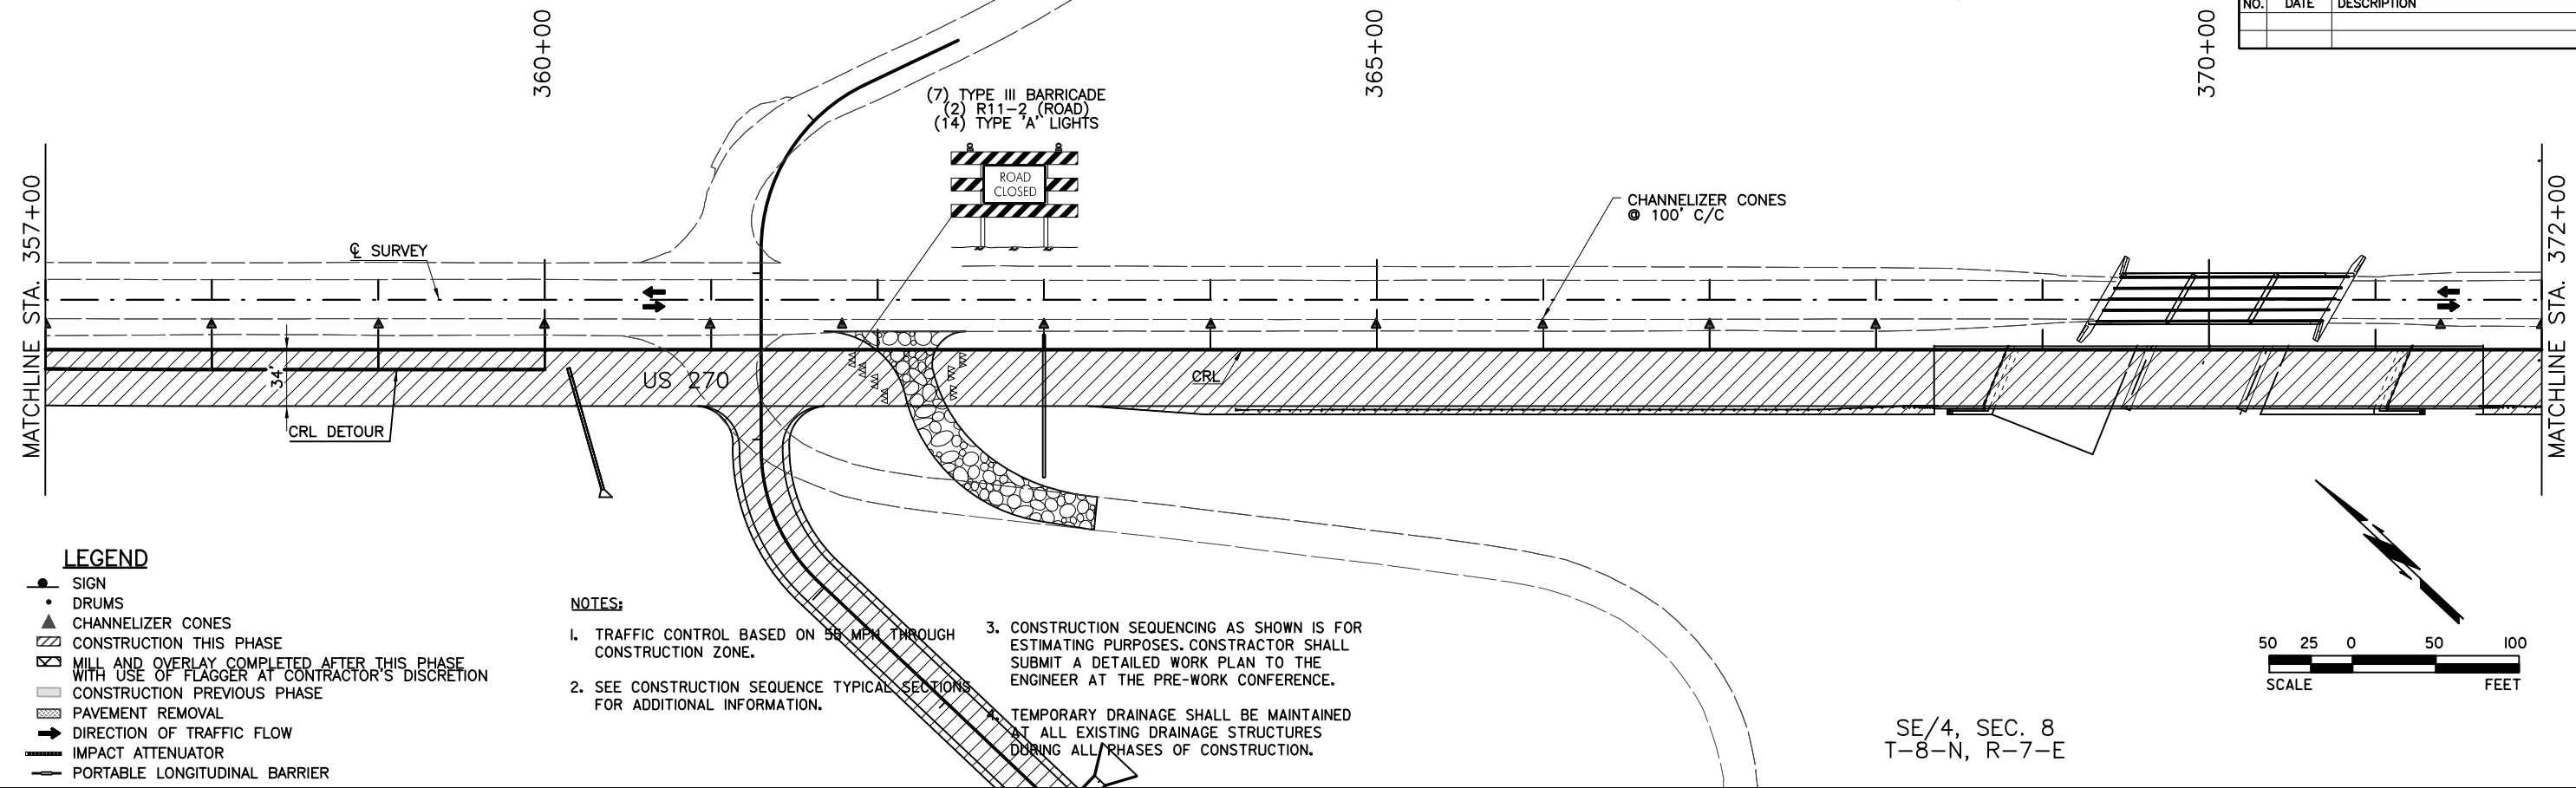 NO. DATE DESCRIPTION
360+00
365+00
370+00
(7) TYPE III BARRICADE
(2) R11-2 (ROAD)
(14) TYPE 'A' LIGHTS
ROAD
CLOSED
CHANNELIZER CONES
@ 100' C/C
MATCHLINE STA. 357+00
℄ SURVEY
MATCHLINE STA. 372+00
34'
US 270
CRL
CRL DETOUR
LEGEND
SIGN
DRUMS
CHANNELIZER CONES
CONSTRUCTION THIS PHASE
MILL AND OVERLAY COMPLETED AFTER THIS PHASE
WITH USE OF FLAGGER AT CONTRACTOR'S DISCRETION
CONSTRUCTION PREVIOUS PHASE
PAVEMENT REMOVAL
DIRECTION OF TRAFFIC FLOW
IMPACT ATTENUATOR
PORTABLE LONGITUDINAL BARRIER
NOTES:
1. TRAFFIC CONTROL BASED ON 55 MPH THROUGH
CONSTRUCTION ZONE.
2. SEE CONSTRUCTION SEQUENCE TYPICAL SECTIONS
FOR ADDITIONAL INFORMATION.
3. CONSTRUCTION SEQUENCING AS SHOWN IS FOR
ESTIMATING PURPOSES. CONSTRACTOR SHALL
SUBMIT A DETAILED WORK PLAN TO THE
ENGINEER AT THE PRE-WORK CONFERENCE.
4. TEMPORARY DRAINAGE SHALL BE MAINTAINED
AT ALL EXISTING DRAINAGE STRUCTURES
DURING ALL PHASES OF CONSTRUCTION.
50 25 0 50 100
SCALE FEET
SE/4, SEC. 8
T-8-N, R-7-E